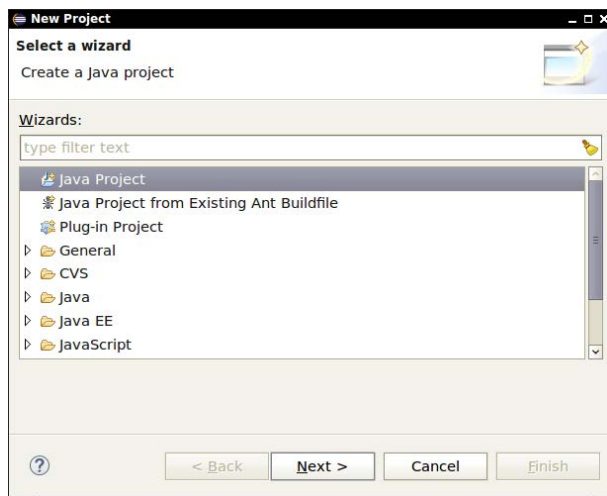 New Project
Select a wizard
Create a Java project
Wizards:
type filter text
Java Project
Java Project from Existing Ant Buildfile
Plug-in Project
General
CVS
Java
Java EE
JavaScript
? < Back Next > Cancel Finish